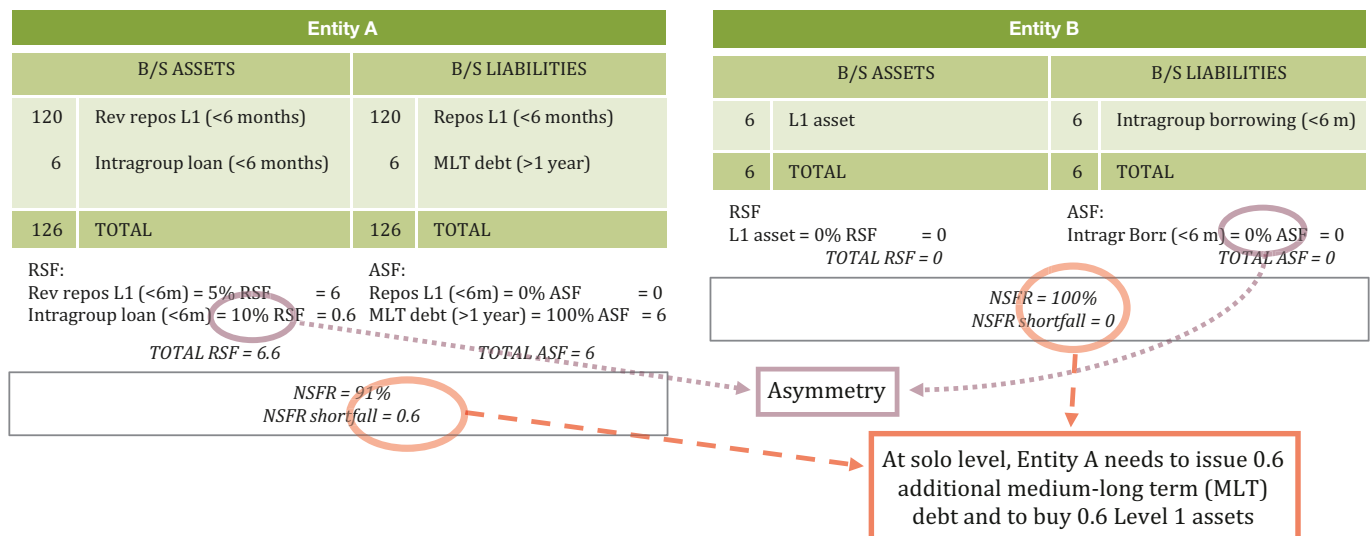 Entity A
B/S ASSETS B/S LIABILITIES
120 Rev repos L1 (<6 months) 120 Repos L1 (<6 months)
6 Intragroup loan (<6 months) 6 MLT debt (>1 year)
126 TOTAL 126 TOTAL
RSF: ASF:
Rev repos L1 (<6m) = 5% RSF = 6 Repos L1 (<6m) = 0% ASF = 0
Intragroup loan (<6m) = 10% RSF = 0.6 MLT debt (>1 year) = 100% ASF = 6
TOTAL RSF = 6.6 TOTAL ASF = 6
NSFR = 91%
NSFR shortfall = 0.6
Entity B
B/S ASSETS B/S LIABILITIES
6 L1 asset 6 Intragroup borrowing (<6 m)
6 TOTAL 6 TOTAL
RSF ASF:
L1 asset = 0% RSF = 0 Intragr Borr. (<6 m) = 0% ASF = 0
TOTAL RSF = 0 TOTAL ASF = 0
NSFR = 100%
NSFR shortfall = 0
Asymmetry
At solo level, Entity A needs to issue 0.6
additional medium-long term (MLT)
debt and to buy 0.6 Level 1 assets